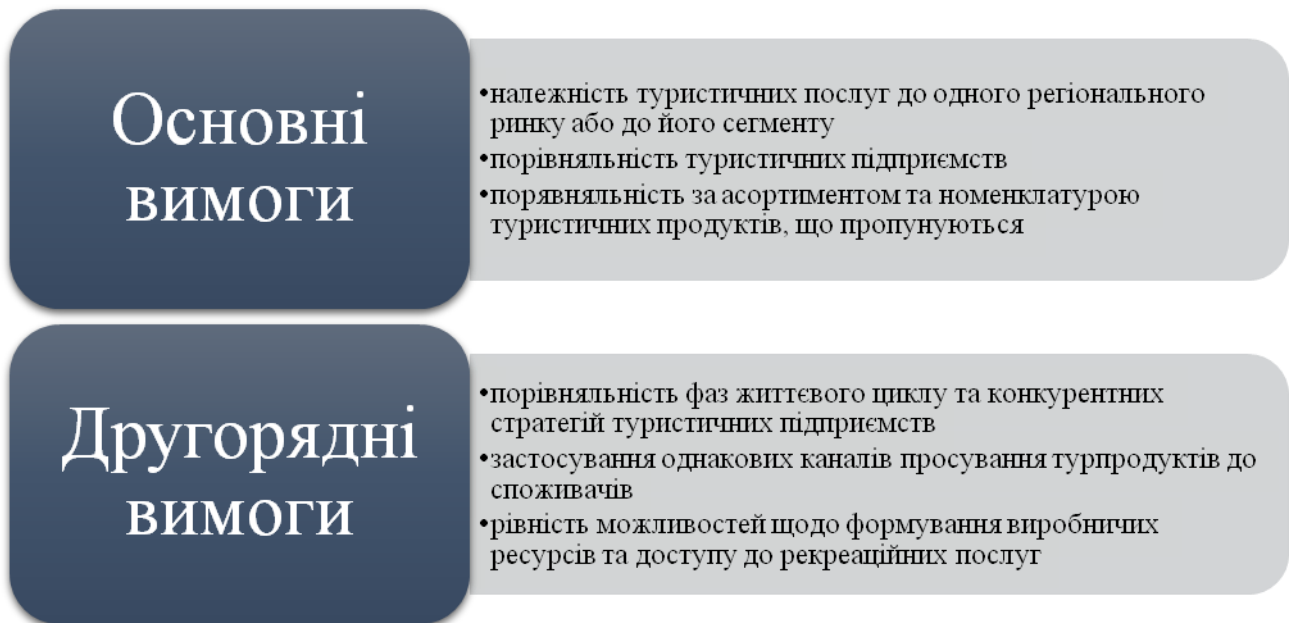 Основні
вимоги
•належність туристичних послуг до одного регіонального
ринку або до його сегменту
•порівняльність туристичних підприємств
•порявняльність за асортиментом та номенклатурою
туристичних продуктів, що пропунуються
Другорядні
вимоги
•порівняльність фаз життєвого циклу та конкурентних
стратегій туристичних підприємств
•застосування однакових каналів просування турпродуктів до
споживачів
•рівність можливостей щодо формування виробничих
ресурсів та доступу до рекреаційних послуг